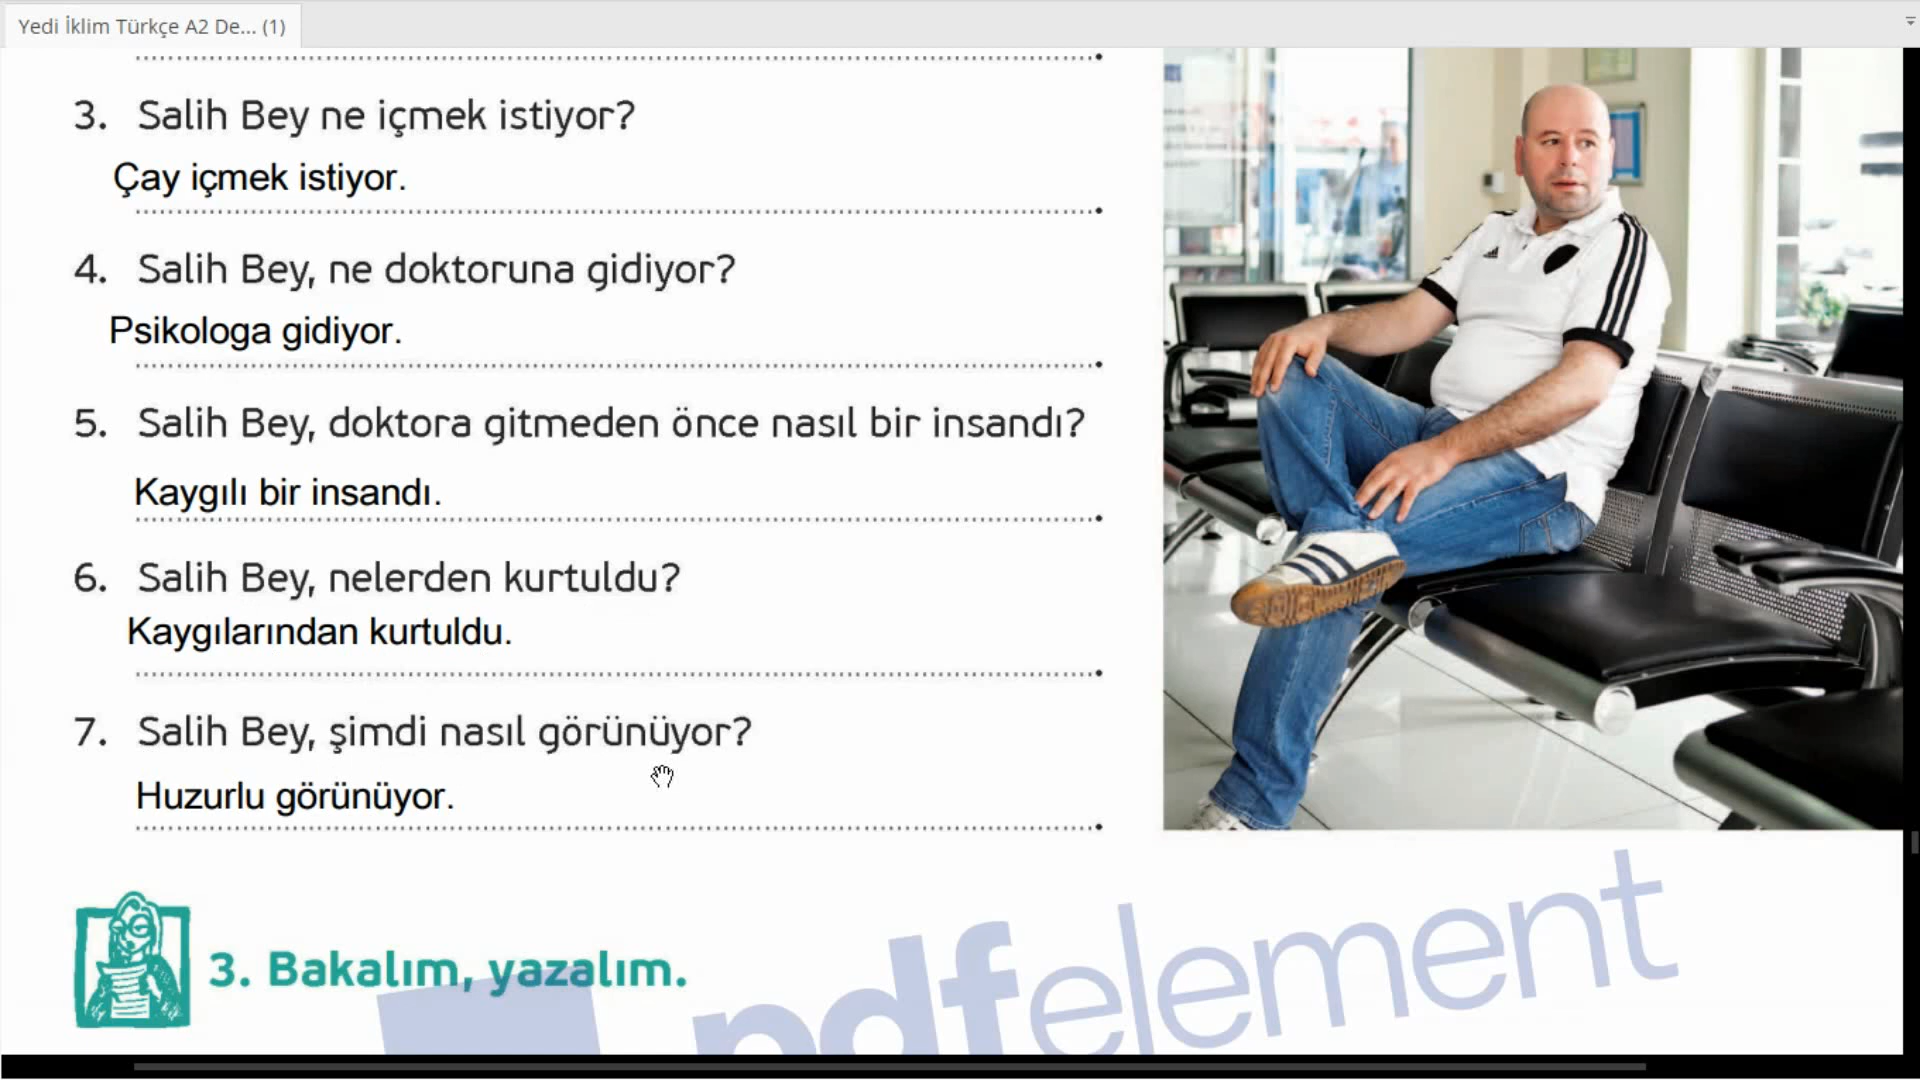 Yedi İklim Türkçe A2 De... (1)
3. Salih Bey ne içmek istiyor?
Çay içmek istiyor.
4. Salih Bey, ne doktoruna gidiyor?
Psikologa gidiyor.
5. Salih Bey, doktora gitmeden önce nasıl bir insandı?
Kaygılı bir insandı.
6. Salih Bey, nelerden kurtuldu?
Kaygılarından kurtuldu.
7. Salih Bey, şimdi nasıl görünüyor?
Huzurlu görünüyor.
3. Bakalım, yazalım.
pdfelement